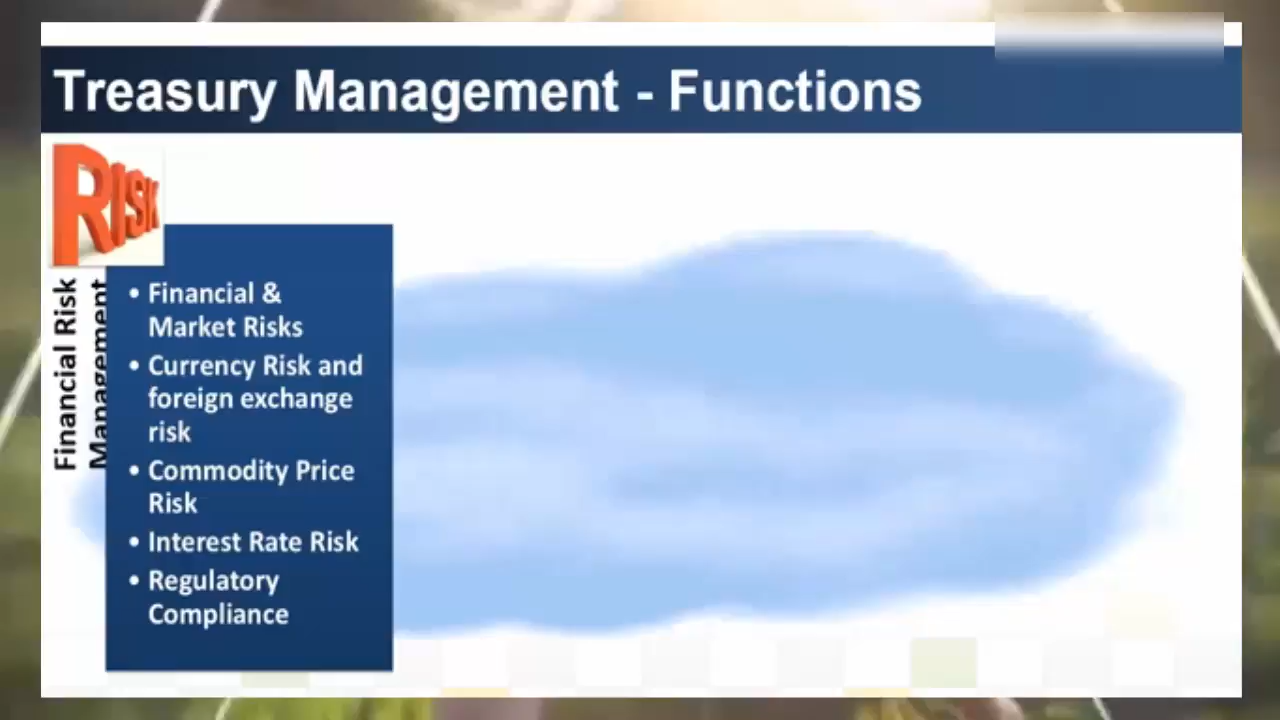 Treasury Management - Functions
RISK
Financial Risk
Management
• Financial &
Market Risks
• Currency Risk and
foreign exchange
risk
• Commodity Price
Risk
• Interest Rate Risk
• Regulatory
Compliance